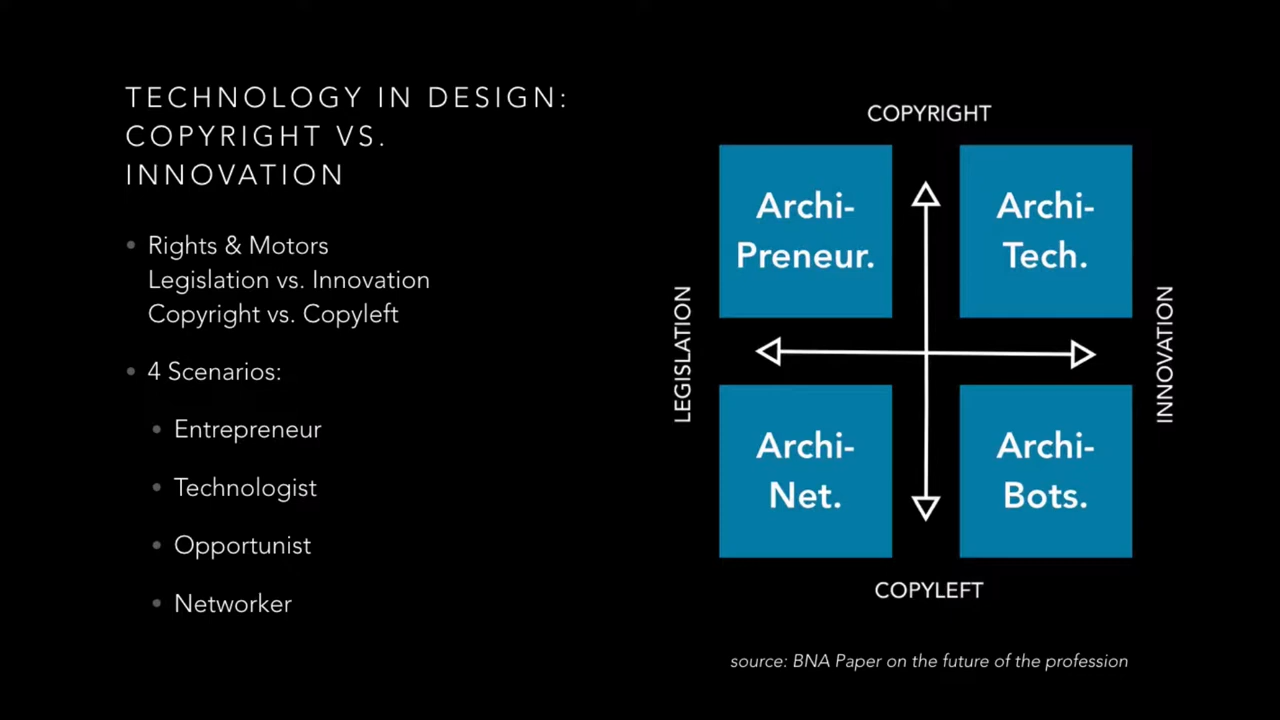 TECHNOLOGY IN DESIGN:
COPYRIGHT VS.
INNOVATION
• Rights & Motors
Legislation vs. Innovation
Copyright vs. Copyleft
• 4 Scenarios:
• Entrepreneur
• Technologist
• Opportunist
• Networker
COPYRIGHT
Archi-
Preneur.
Archi-
Tech.
LEGISLATION
INNOVATION
Archi-
Net.
Archi-
Bots.
COPYLEFT
source: BNA Paper on the future of the profession